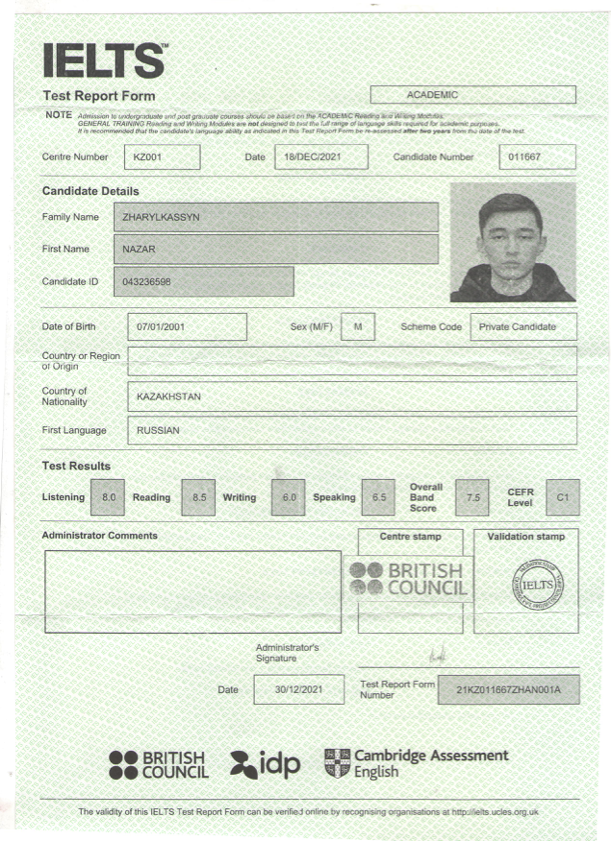 IELTS™
Test Report Form ACADEMIC
NOTE Admission to undergraduate and post graduate courses should be based on the ACADEMIC Reading and Writing Modules.
GENERAL TRAINING Reading and Writing Modules are not designed to test the full range of language skills required for academic purposes.
It is recommended that the candidate's language ability as indicated in this Test Report Form be re-assessed after two years from the date of the test.
Centre Number KZ001 Date 18/DEC/2021 Candidate Number 011667
Candidate Details
Family Name ZHARYLKASSYN
First Name NAZAR
Candidate ID 043236598
Date of Birth 07/01/2001 Sex (M/F) M Scheme Code Private Candidate
Country or Region
of Origin
Country of
Nationality KAZAKHSTAN
First Language RUSSIAN
Test Results
Listening 8.0 Reading 8.5 Writing 6.0 Speaking 6.5 Overall Band Score 7.5 CEFR Level C1
Administrator Comments Centre stamp Validation stamp
BRITISH
COUNCIL
IELTS
Administrator's
Signature
Date 30/12/2021 Test Report Form
Number 21KZ011667ZHAN001A
BRITISH
COUNCIL
idp
Cambridge Assessment
English
The validity of this IELTS Test Report Form can be verified online by recognising organisations at http://ielts.ucles.org.uk